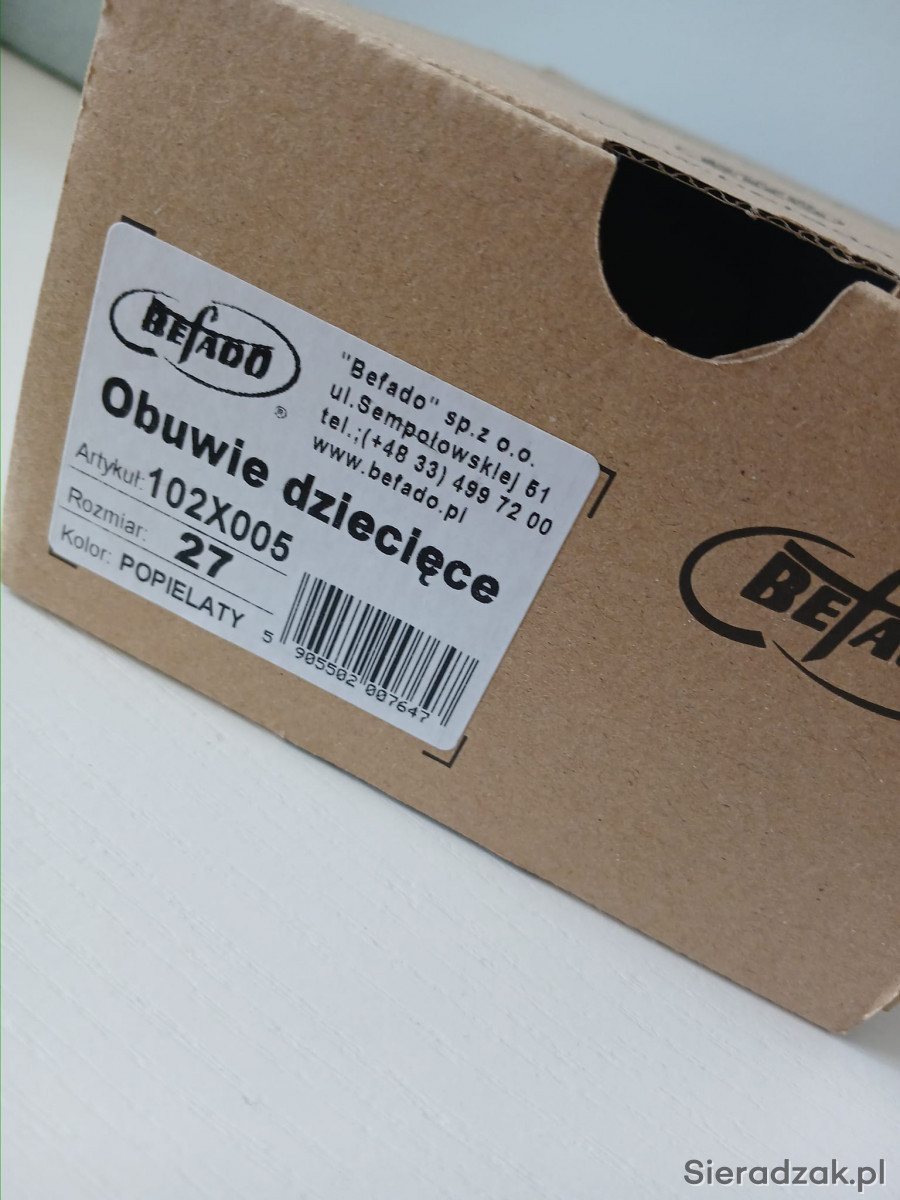 BEFADO
®
"Befado" sp.z o.o.
ul.Sempołowskiej 51
tel.;(+48 33) 499 72 00
www.befado.pl
Obuwie dziecięce
Artykuł: 102X005
Rozmiar: 27
Kolor: POPIELATY
5 905502 007647
BEFA
Sieradzak.pl